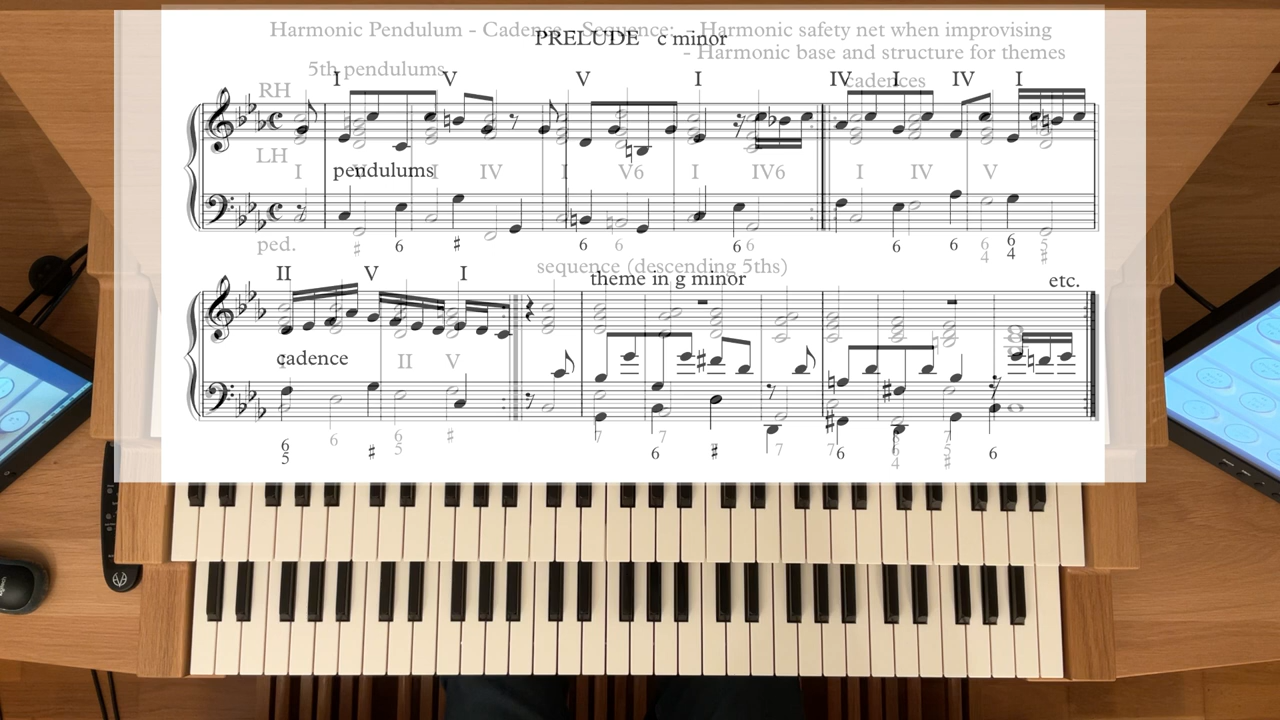 Harmonic Pendulum - Cadence - Sequence: - Harmonic safety net when improvising
PRELUDE c minor
- Harmonic base and structure for themes
5th pendulums
I V V I IV I IV I
cadences
RH
LH
pendulums
I V I IV I V6 I IV6 I IV V
ped.
# 6 # 6 6 6 6 6 6 6 4 6 4 5 #
sequence (descending 5ths)
II V I
theme in g minor
etc.
cadence
II V
6 5 6 # 6 5 # 7 6 7 # 7 7 6 6 4 7 5 # 6